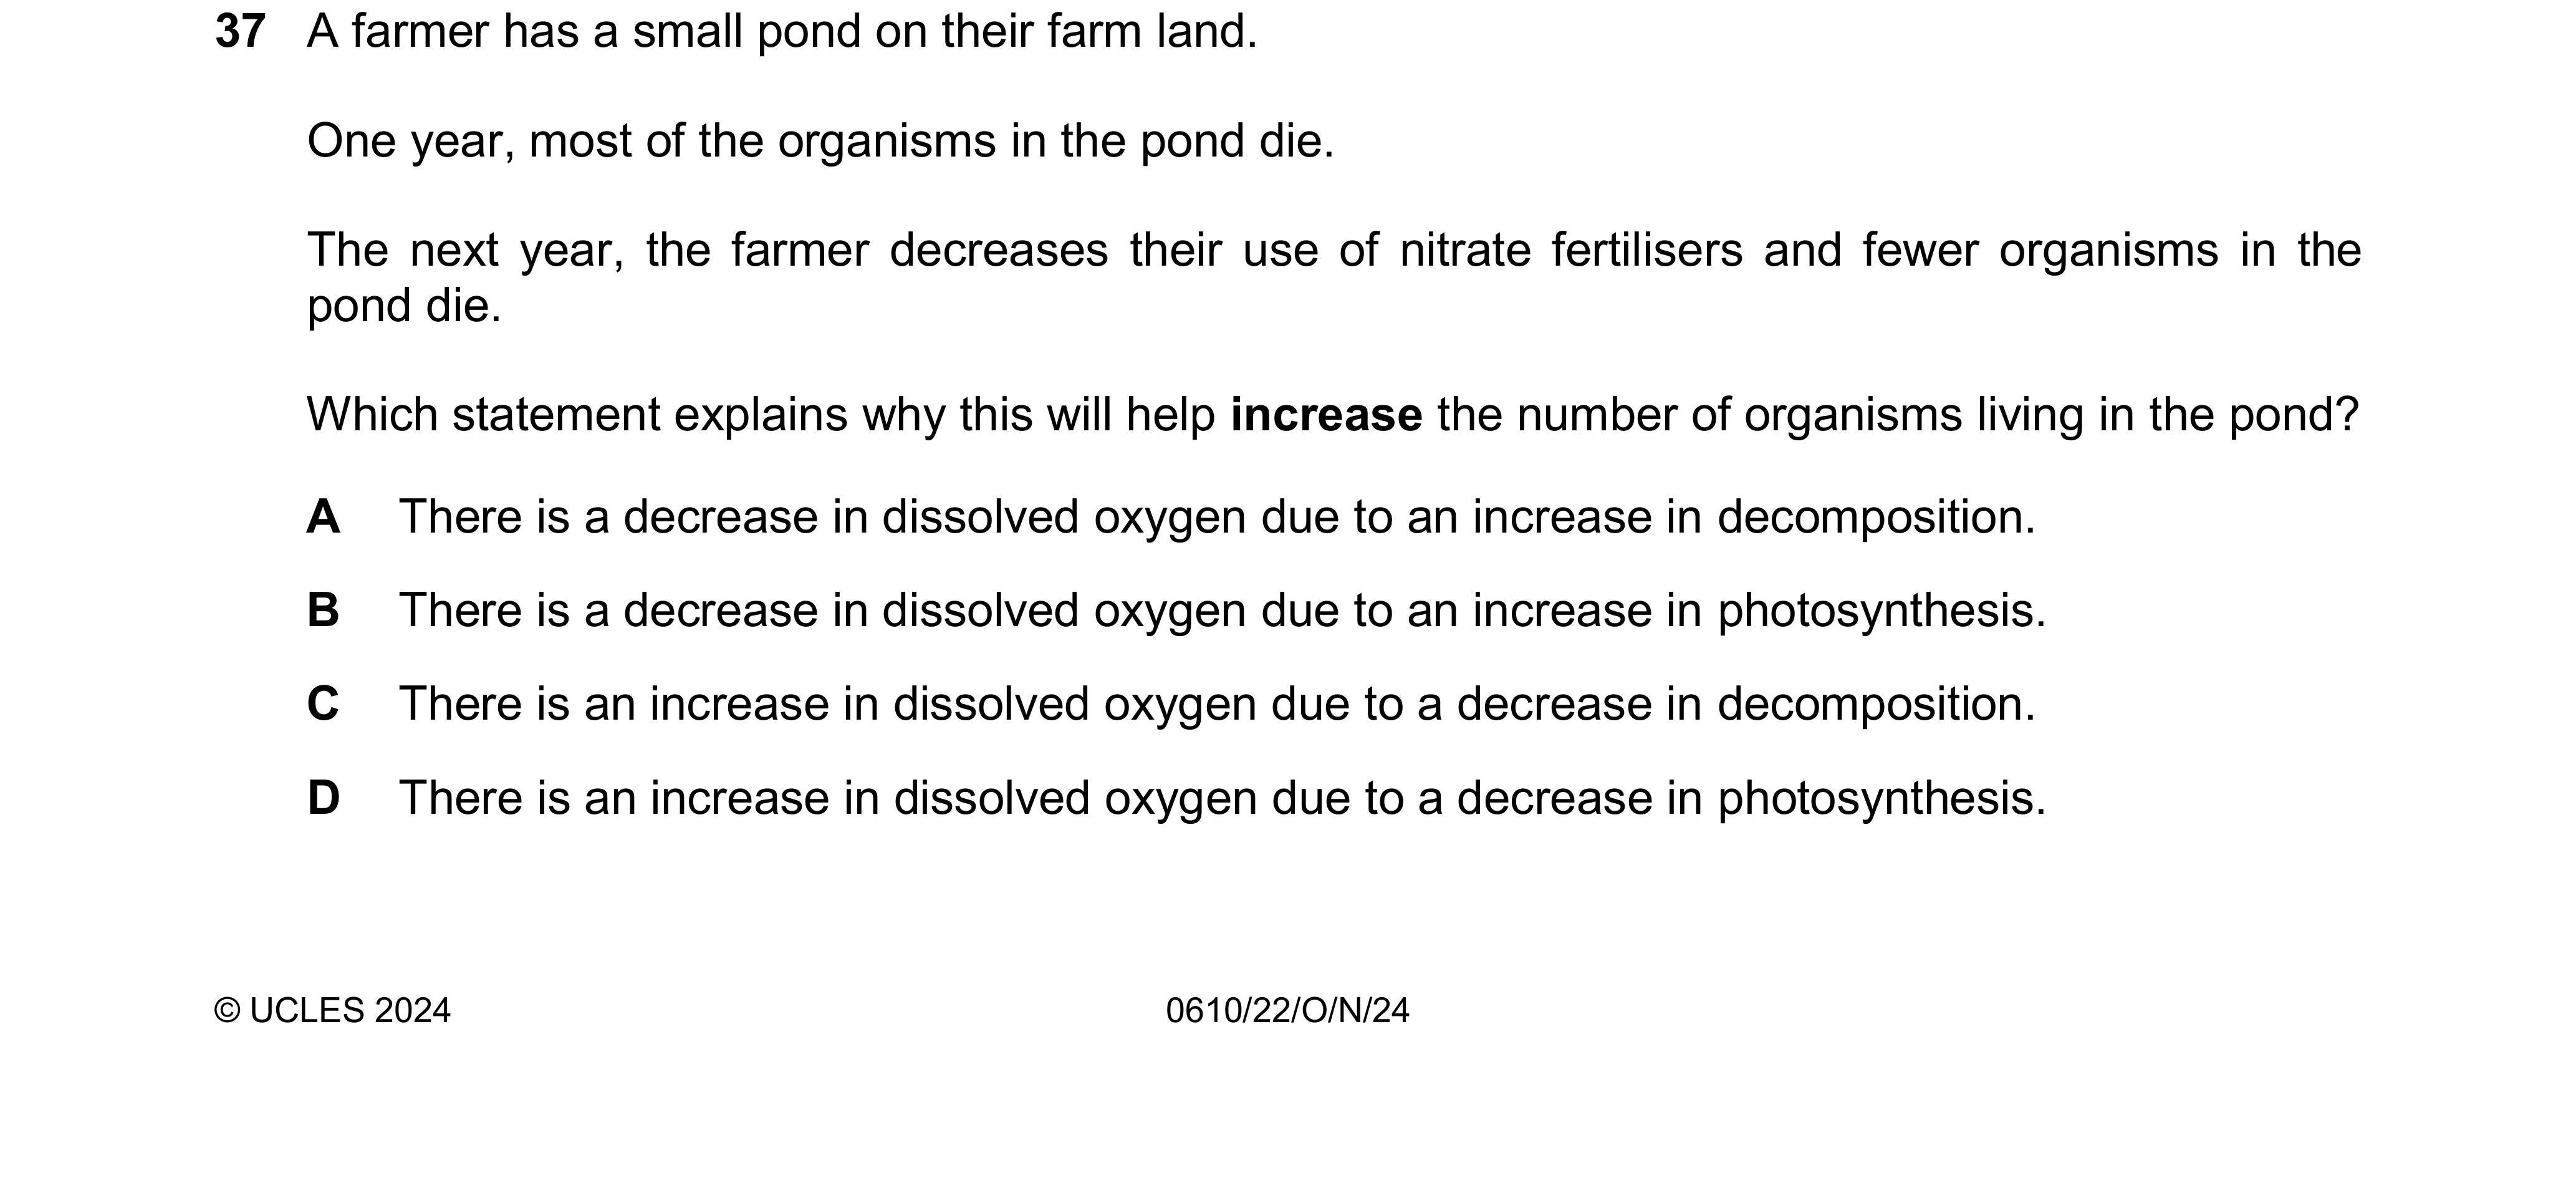 37 A farmer has a small pond on their farm land.
One year, most of the organisms in the pond die.
The next year, the farmer decreases their use of nitrate fertilisers and fewer organisms in the
pond die.
Which statement explains why this will help increase the number of organisms living in the pond?
A There is a decrease in dissolved oxygen due to an increase in decomposition.
B There is a decrease in dissolved oxygen due to an increase in photosynthesis.
C There is an increase in dissolved oxygen due to a decrease in decomposition.
D There is an increase in dissolved oxygen due to a decrease in photosynthesis.
© UCLES 2024 0610/22/O/N/24